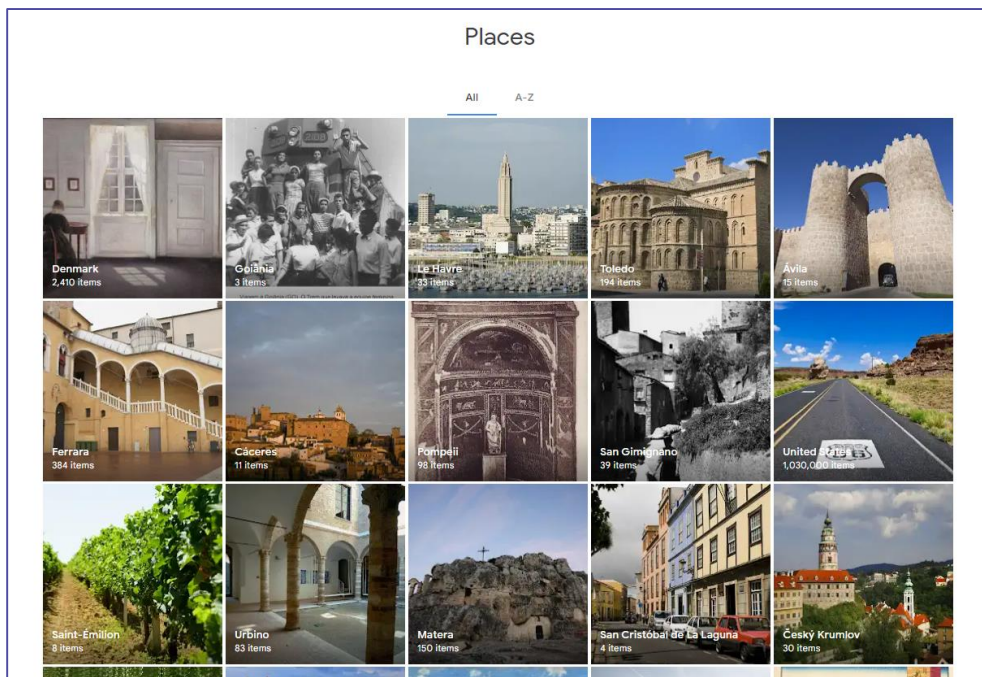 Places
All
A-Z
Denmark
2,410 items
Goiânia
3 items
Le Havre
33 items
Toledo
194 items
Ávila
15 items
Ferrara
384 items
Cáceres
11 items
Pompeii
98 items
San Gimignano
39 items
United States
1,030,000 items
Saint-Émilion
8 items
Urbino
83 items
Matera
150 items
San Cristóbal de La Laguna
4 items
Český Krumlov
30 items